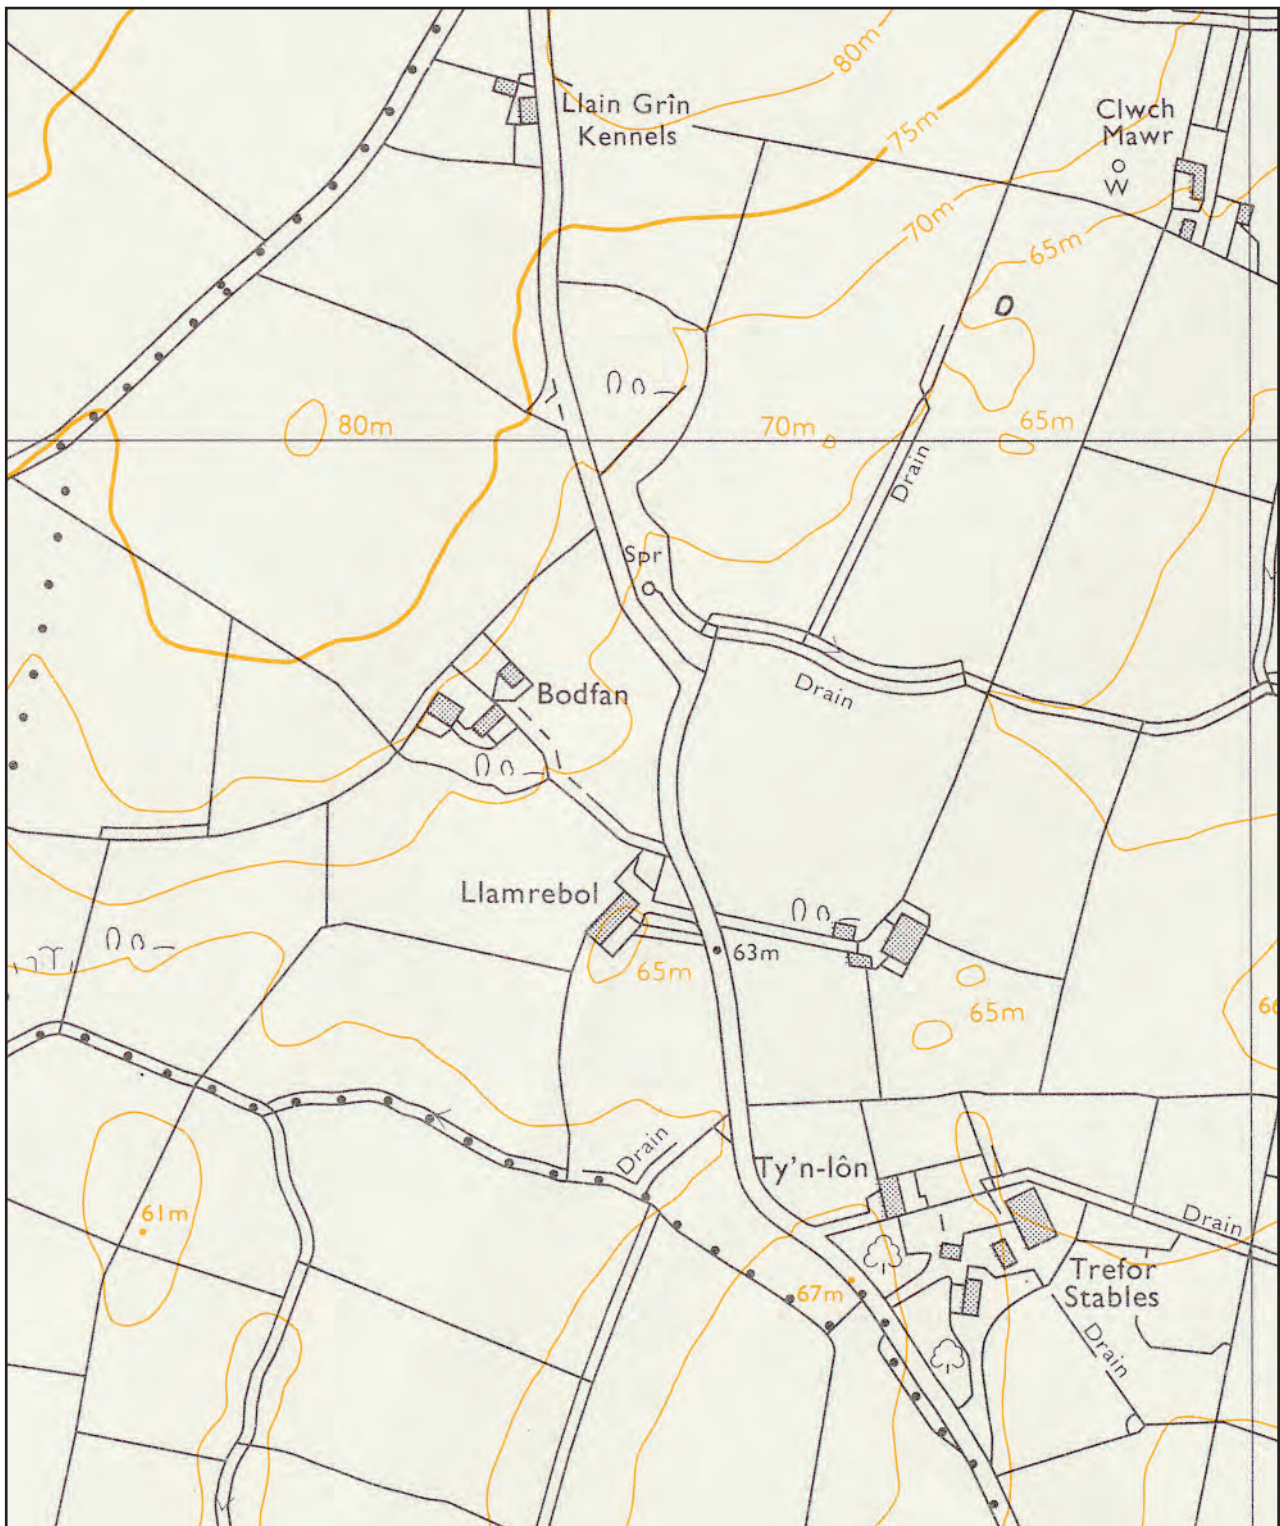 80m
Llain Grîn
Kennels
75m
Clwch
Mawr
W
70m
65m
80m
70m
65m
Drain
Spr
Bodfan
Drain
Llamrebol
63m
65m
65m
Drain
Ty'n-lôn
61m
Drain
Trefor
Stables
67m
Drain